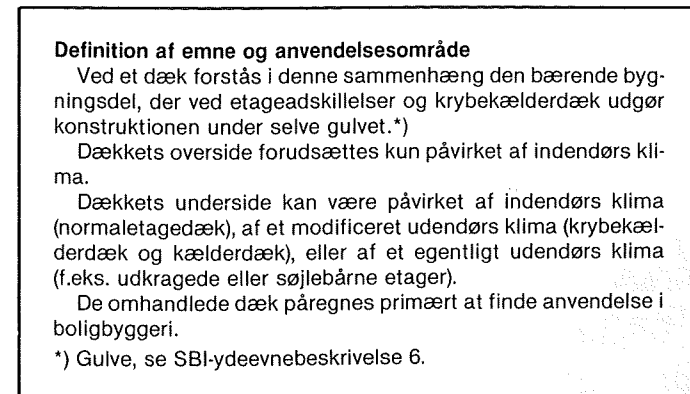 Definition af emne og anvendelsesområde
Ved et dæk forstås i denne sammenhæng den bærende byg-
ningsdel, der ved etageadskillelser og krybekælderdæk udgør
konstruktionen under selve gulvet.*)
Dækkets overside forudsættes kun påvirket af indendørs kli-
ma.
Dækkets underside kan være påvirket af indendørs klima
(normaletagedæk), af et modificeret udendørs klima (krybekæl-
derdæk og kælderdæk), eller af et egentligt udendørs klima
(f.eks. udkragede eller søjlebårne etager).
De omhandlede dæk påregnes primært at finde anvendelse i
boligbyggeri.
*) Gulve, se SBI-ydeevnebeskrivelse 6.